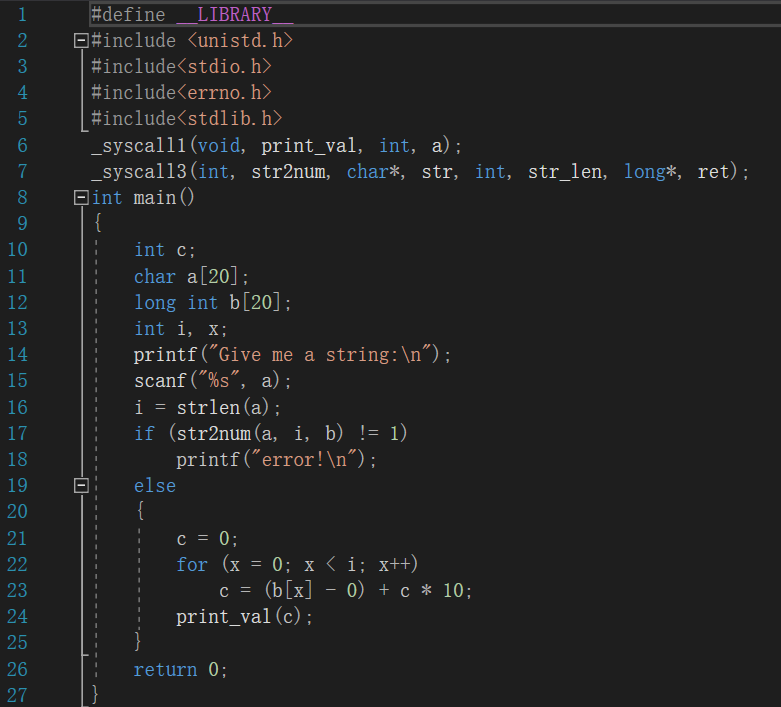 1 #define __LIBRARY__
2 #include <unistd.h>
3 #include<stdio.h>
4 #include<errno.h>
5 #include<stdlib.h>
6 _syscall1(void, print_val, int, a);
7 _syscall3(int, str2num, char*, str, int, str_len, long*, ret);
8 int main()
9 {
10 int c;
11 char a[20];
12 long int b[20];
13 int i, x;
14 printf("Give me a string:\n");
15 scanf("%s", a);
16 i = strlen(a);
17 if (str2num(a, i, b) != 1)
18 printf("error!\n");
19 else
20 {
21 c = 0;
22 for (x = 0; x < i; x++)
23 c = (b[x] - 0) + c * 10;
24 print_val(c);
25 }
26 return 0;
27 }